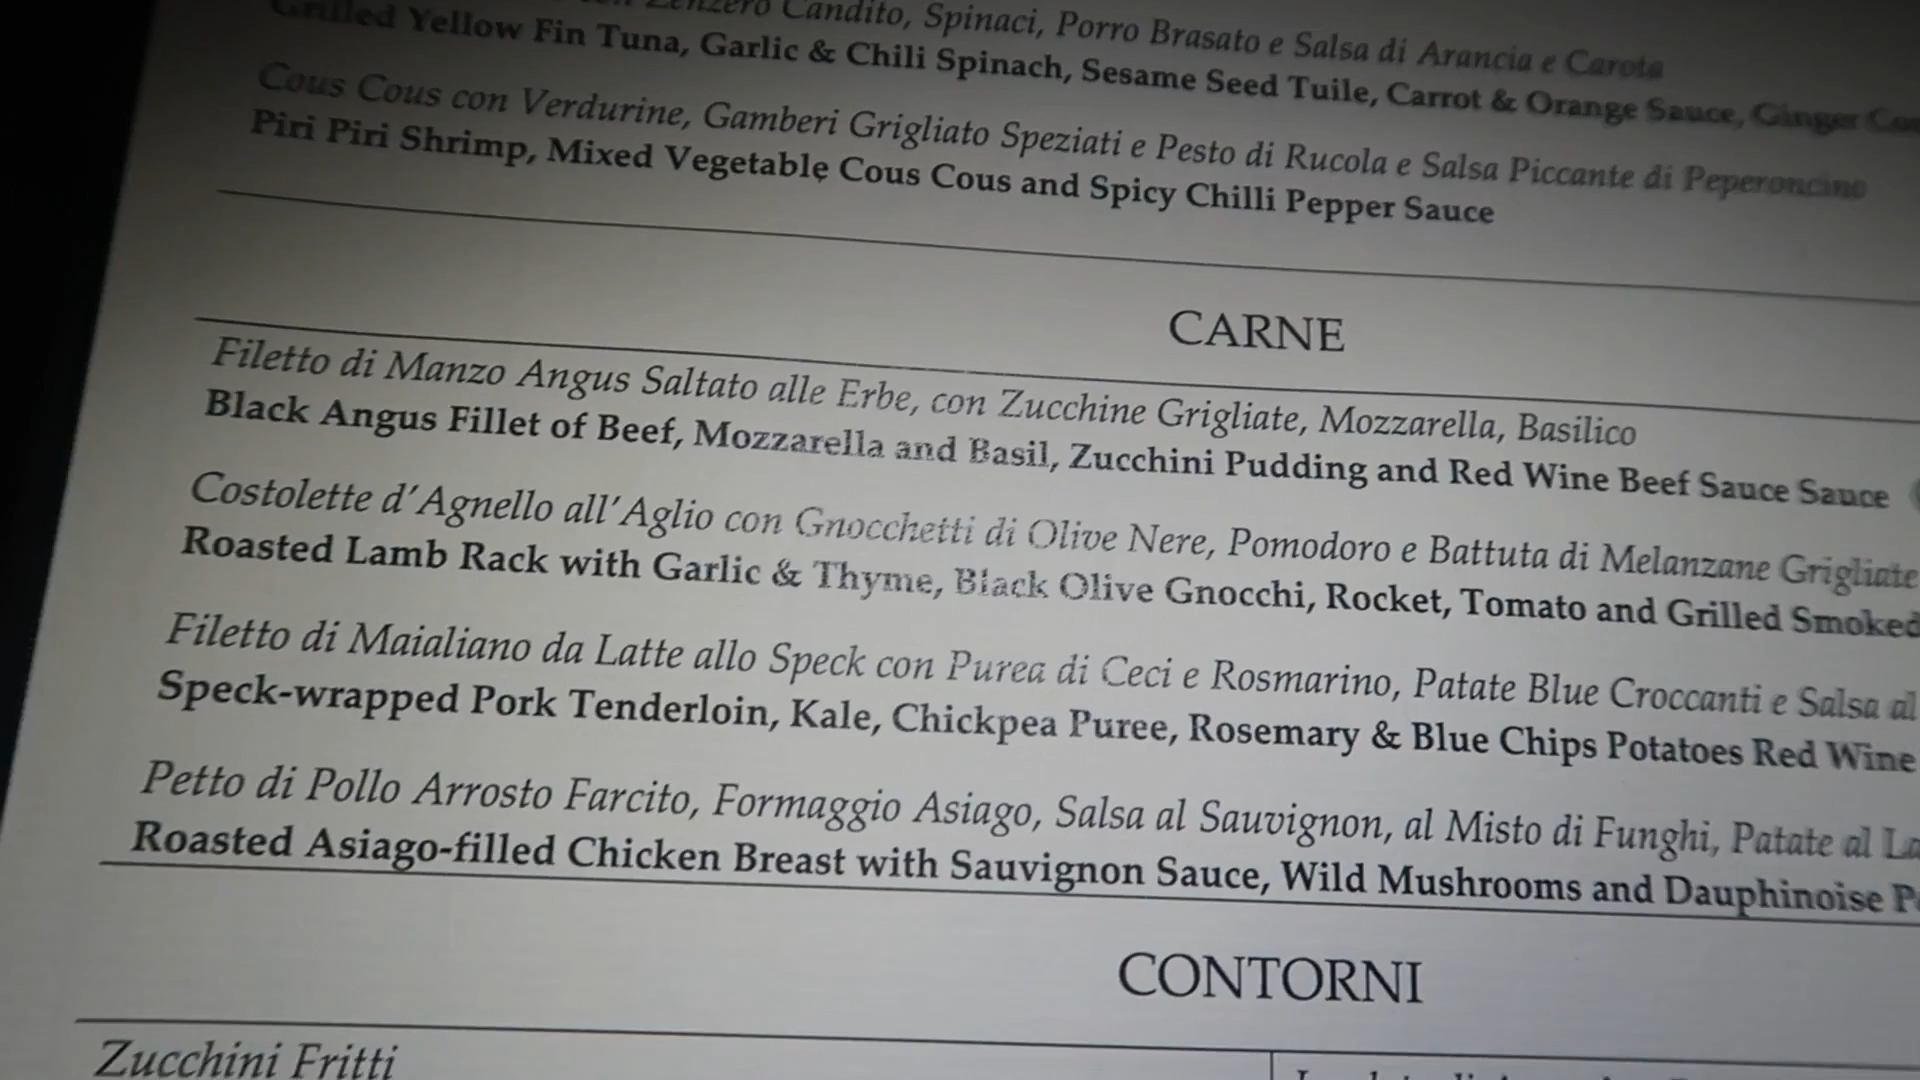 Zenzero Candito, Spinaci, Porro Brasato e Salsa di Arancia e Carota
Grilled Yellow Fin Tuna, Garlic & Chili Spinach, Sesame Seed Tuile, Carrot & Orange Sauce, Ginger
Cous Cous con Verdurine, Gamberi Grigliato Speziati e Pesto di Rucola e Salsa Piccante di Peperoncino
Piri Piri Shrimp, Mixed Vegetable Cous Cous and Spicy Chilli Pepper Sauce
CARNE
Filetto di Manzo Angus Saltato alle Erbe, con Zucchine Grigliate, Mozzarella, Basilico
Black Angus Fillet of Beef, Mozzarella and Basil, Zucchini Pudding and Red Wine Beef Sauce Sauce
Costolette d'Agnello all'Aglio con Gnocchetti di Olive Nere, Pomodoro e Battuta di Melanzane Grigliate
Roasted Lamb Rack with Garlic & Thyme, Black Olive Gnocchi, Rocket, Tomato and Grilled Smoked
Filetto di Maialiano da Latte allo Speck con Purea di Ceci e Rosmarino, Patate Blue Croccanti e Salsa al
Speck-wrapped Pork Tenderloin, Kale, Chickpea Puree, Rosemary & Blue Chips Potatoes Red Wine
Petto di Pollo Arrosto Farcito, Formaggio Asiago, Salsa al Sauvignon, al Misto di Funghi, Patate al
Roasted Asiago-filled Chicken Breast with Sauvignon Sauce, Wild Mushrooms and Dauphinoise
CONTORNI
Zucchini Fritti